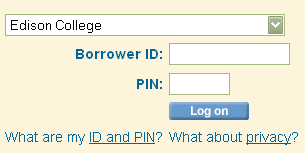 Edison College
Borrower ID:
PIN:
Log on
What are my ID and PIN? What about privacy?